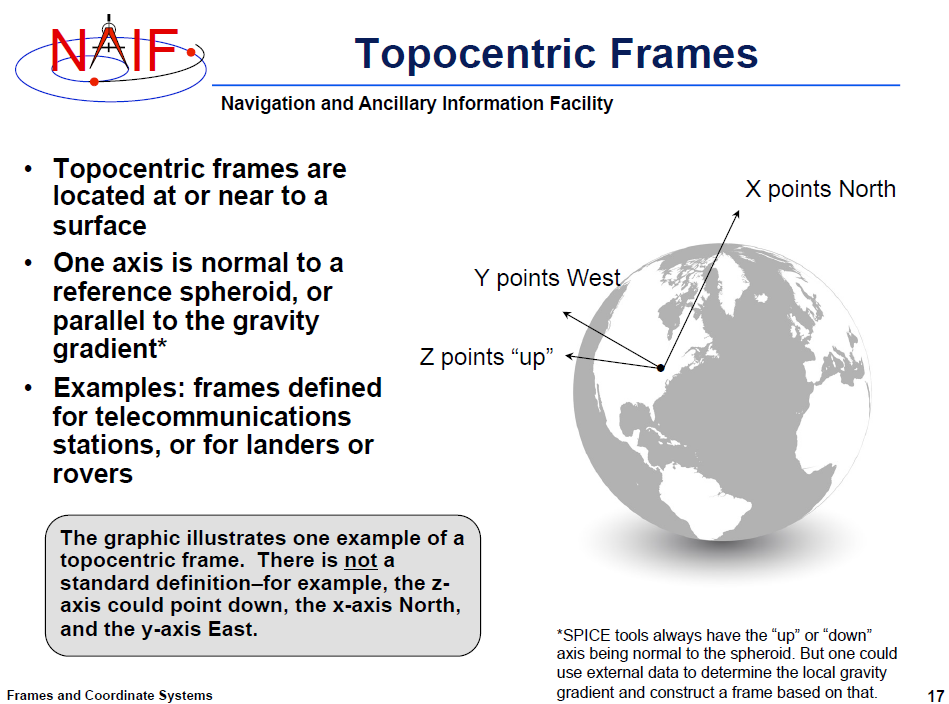 NAIF
Topocentric Frames
Navigation and Ancillary Information Facility
• Topocentric frames are
located at or near to a
surface
• One axis is normal to a
reference spheroid, or
parallel to the gravity
gradient*
• Examples: frames defined
for telecommunications
stations, or for landers or
rovers
X points North
Y points West
Z points “up”
The graphic illustrates one example of a
topocentric frame.  There is not a
standard definition–for example, the z-
axis could point down, the x-axis North,
and the y-axis East.
*SPICE tools always have the “up” or “down”
axis being normal to the spheroid. But one could
use external data to determine the local gravity
gradient and construct a frame based on that.
Frames and Coordinate Systems
17